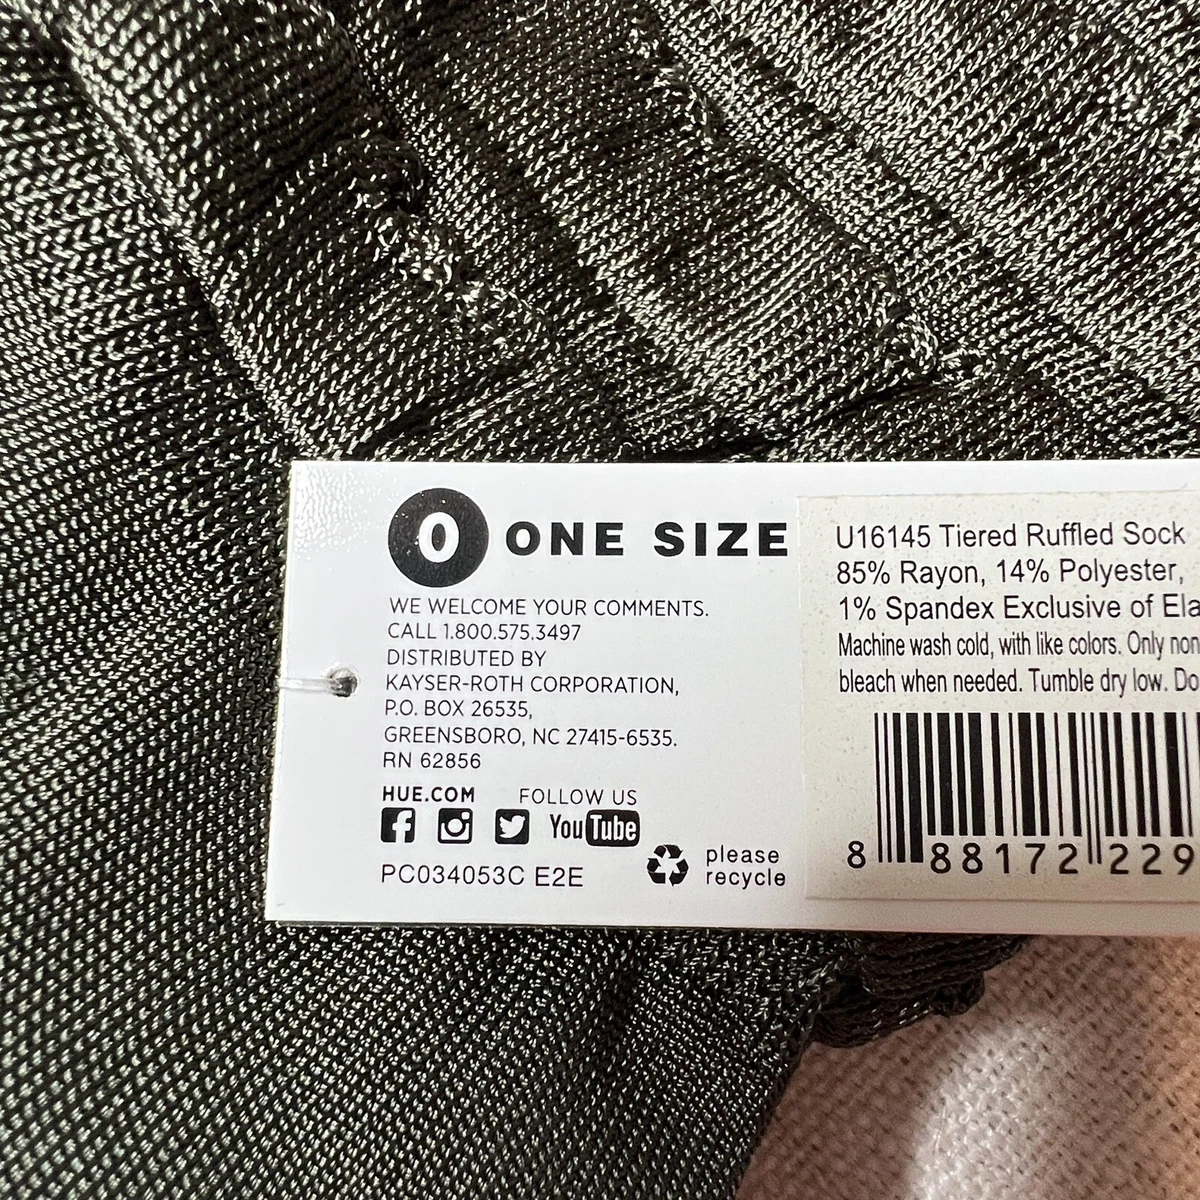 0 ONE SIZE
WE WELCOME YOUR COMMENTS.
CALL 1.800.575.3497
DISTRIBUTED BY
KAYSER-ROTH CORPORATION,
P.O. BOX 26535,
GREENSBORO, NC 27415-6535.
RN 62856
HUE.COM FOLLOW US
YouTube
PC034053C E2E
please
recycle
U16145 Tiered Ruffled Sock
85% Rayon, 14% Polyester,
1% Spandex Exclusive of Ela
Machine wash cold, with like colors. Only non
bleach when needed. Tumble dry low. Do
8 88172 229